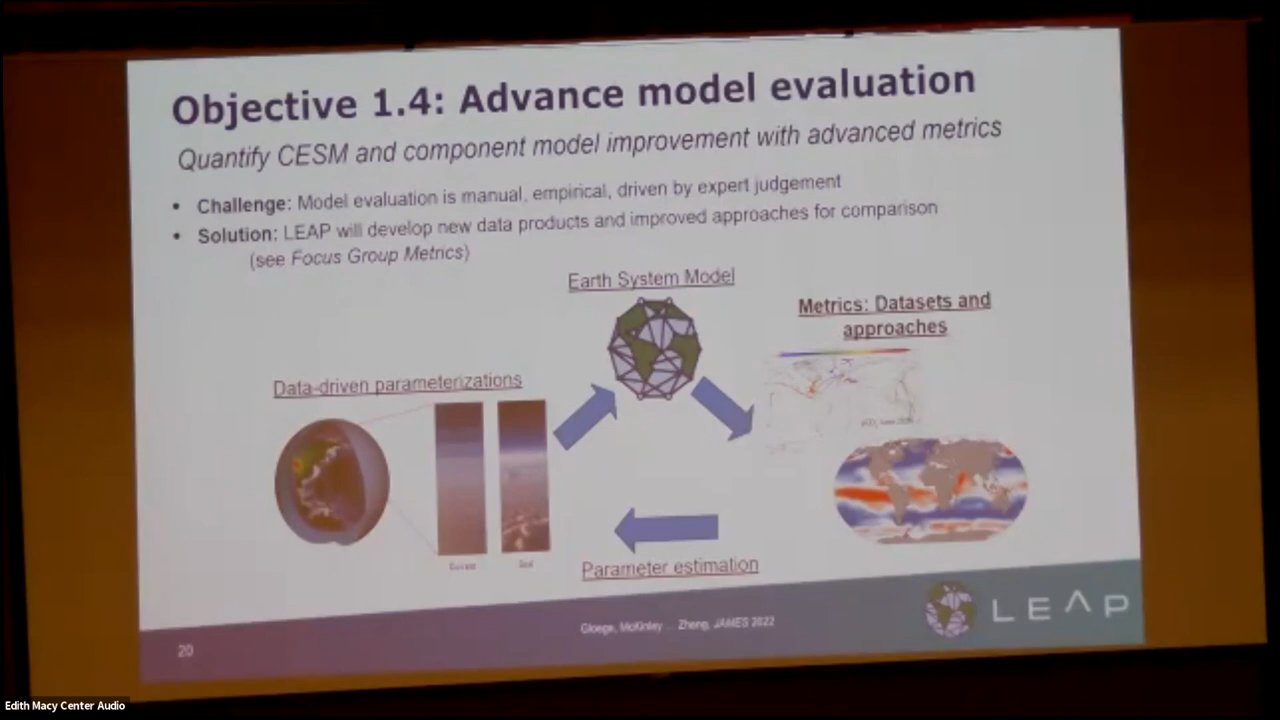 Objective 1.4: Advance model evaluation
Quantify CESM and component model improvement with advanced metrics
• Challenge: Model evaluation is manual, empirical, driven by expert judgement
• Solution: LEAP will develop new data products and improved approaches for comparison
(see Focus Group Metrics)
Earth System Model
Metrics: Datasets and
approaches
Data-driven parameterizations
Parameter estimation
Gloege, McKinley .. Zheng, JAMES 2022
LEAP
20
Edith Macy Center Audio